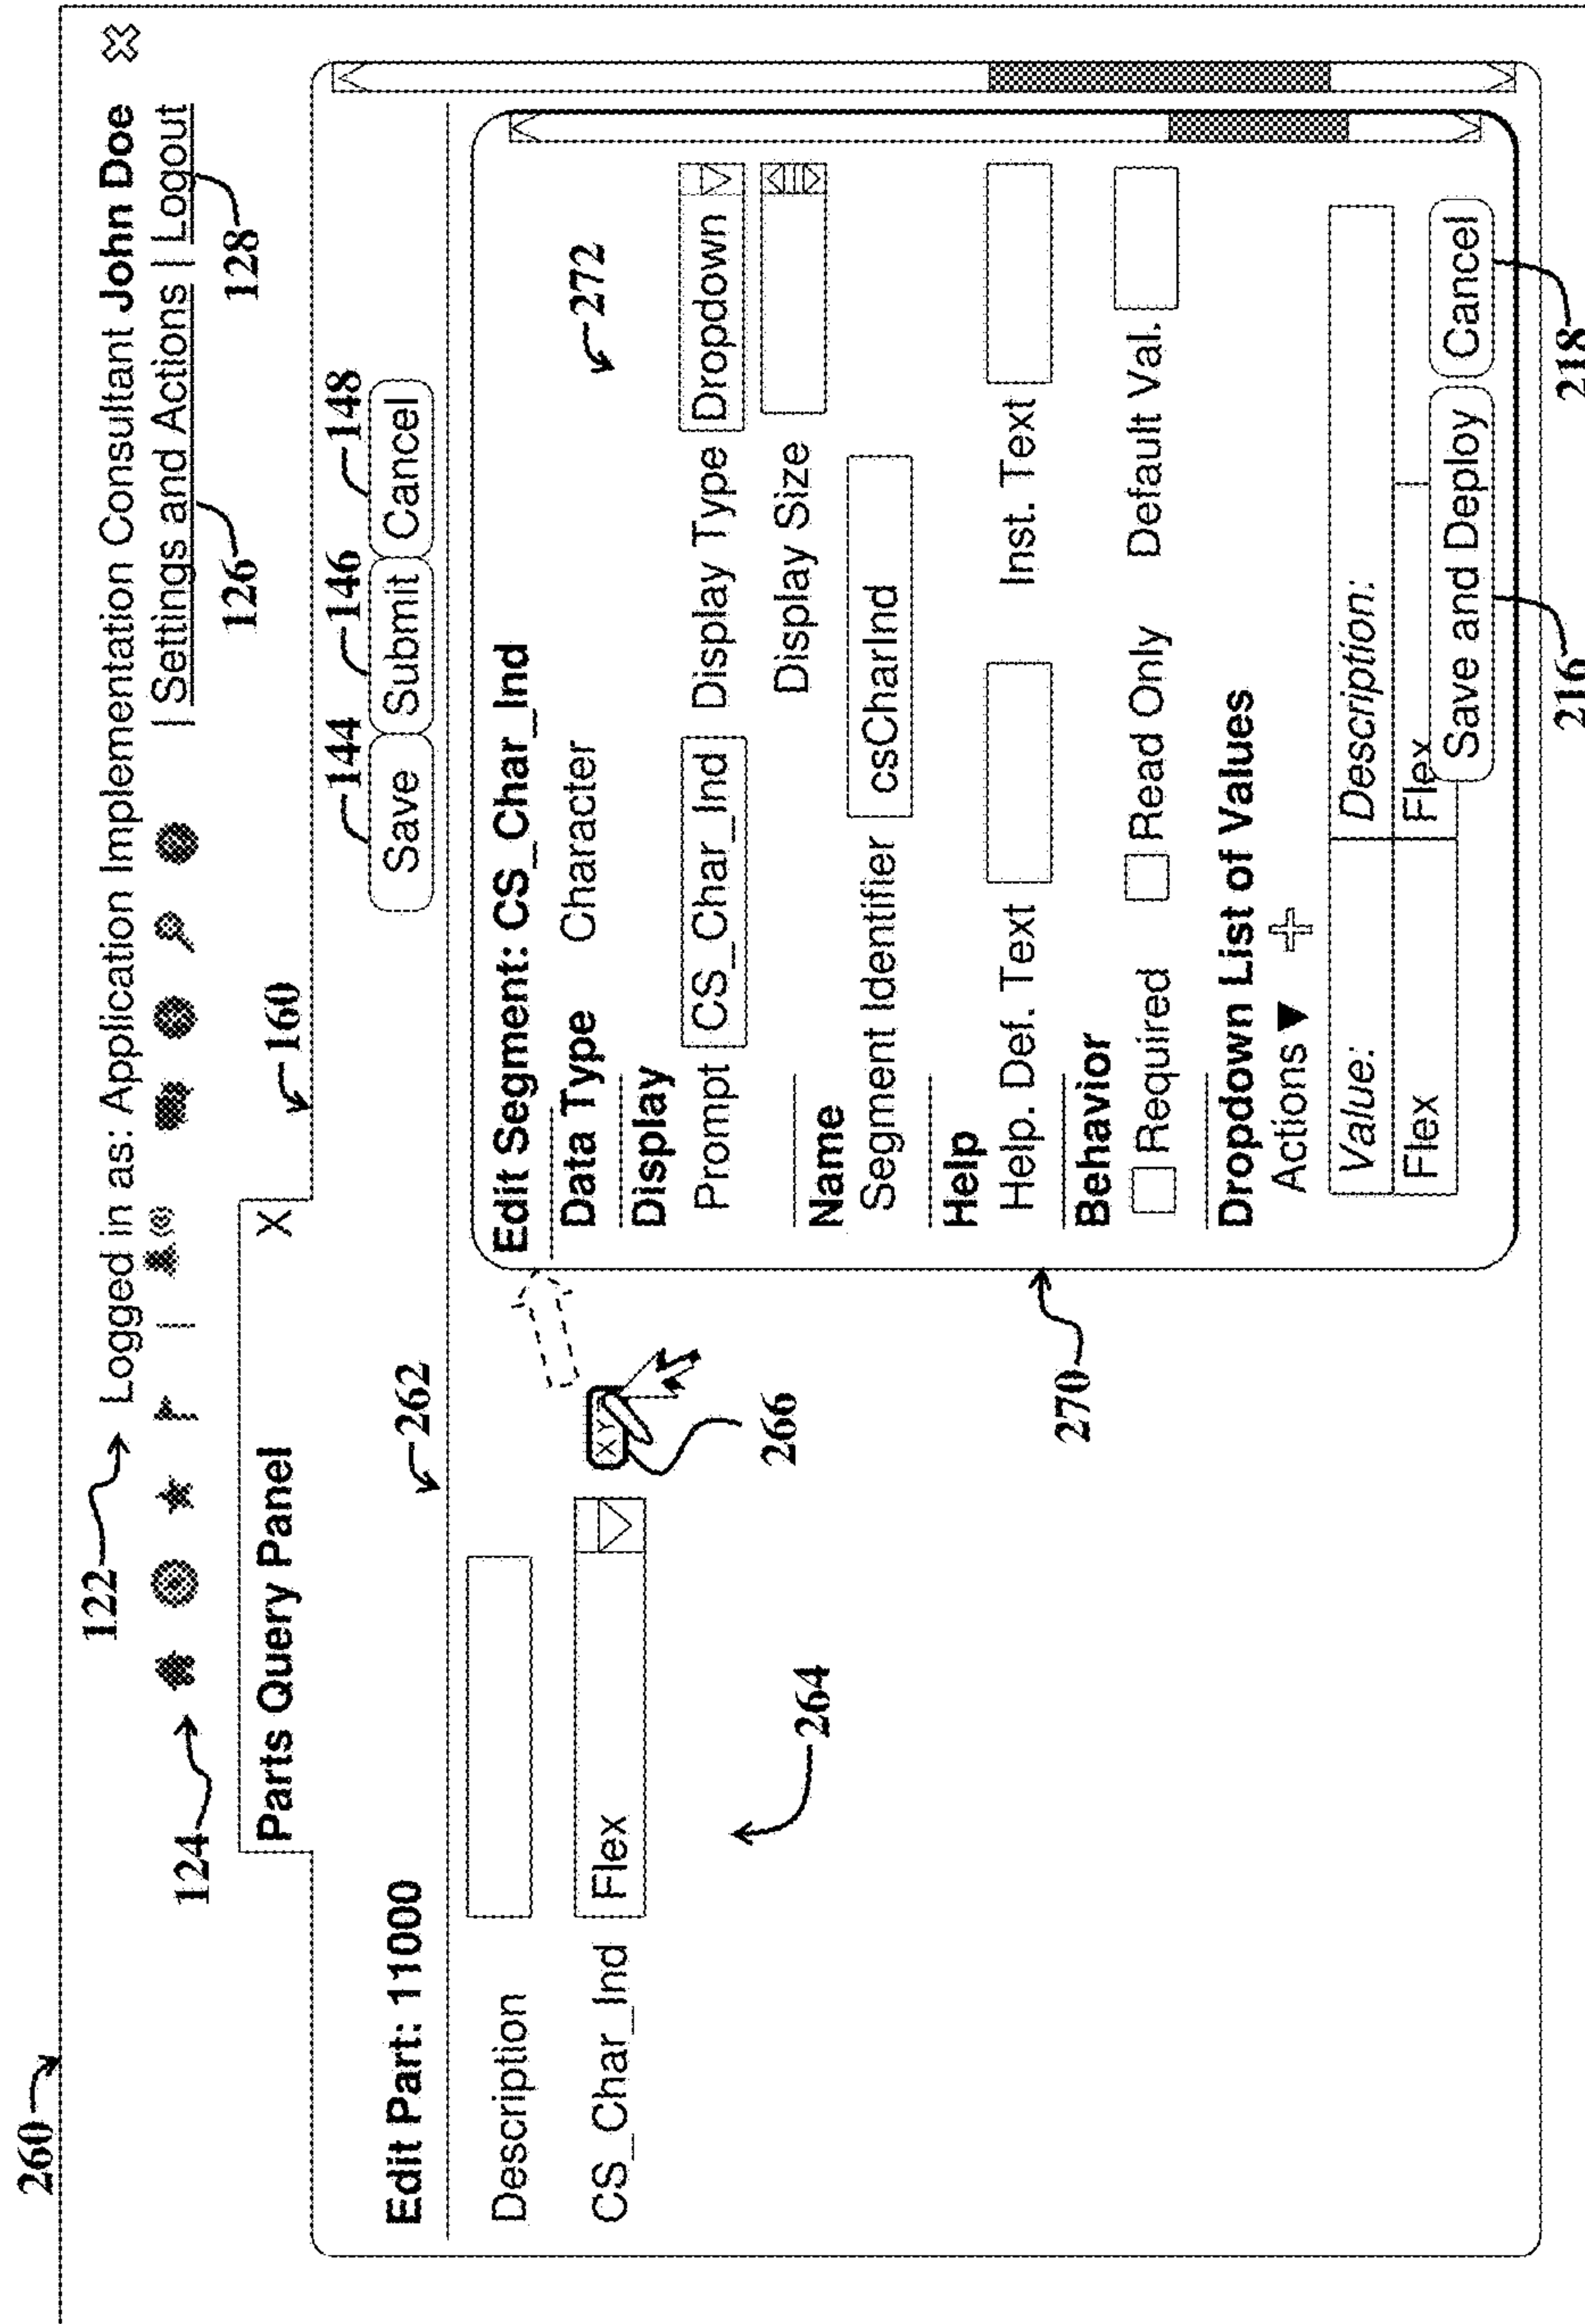 260
122 Logged in as: Application Implementation Consultant John Doe
124 | Settings and Actions | Logout
126 128
Parts Query Panel X
160
144 146 148
Edit Part: 11000 Save Submit Cancel
262
Description
CS_Char_Ind Flex
XY
266
264
270
Edit Segment: CS_Char_Ind
Data Type Character
272
Display
Prompt CS_Char_Ind Display Type Dropdown
Display Size
Name
Segment Identifier csCharInd
Help
Help. Def. Text Inst. Text
Behavior
Required Read Only Default Val.
Dropdown List of Values
Actions
Value: Description:
Flex Flex
Save and Deploy Cancel
216 218